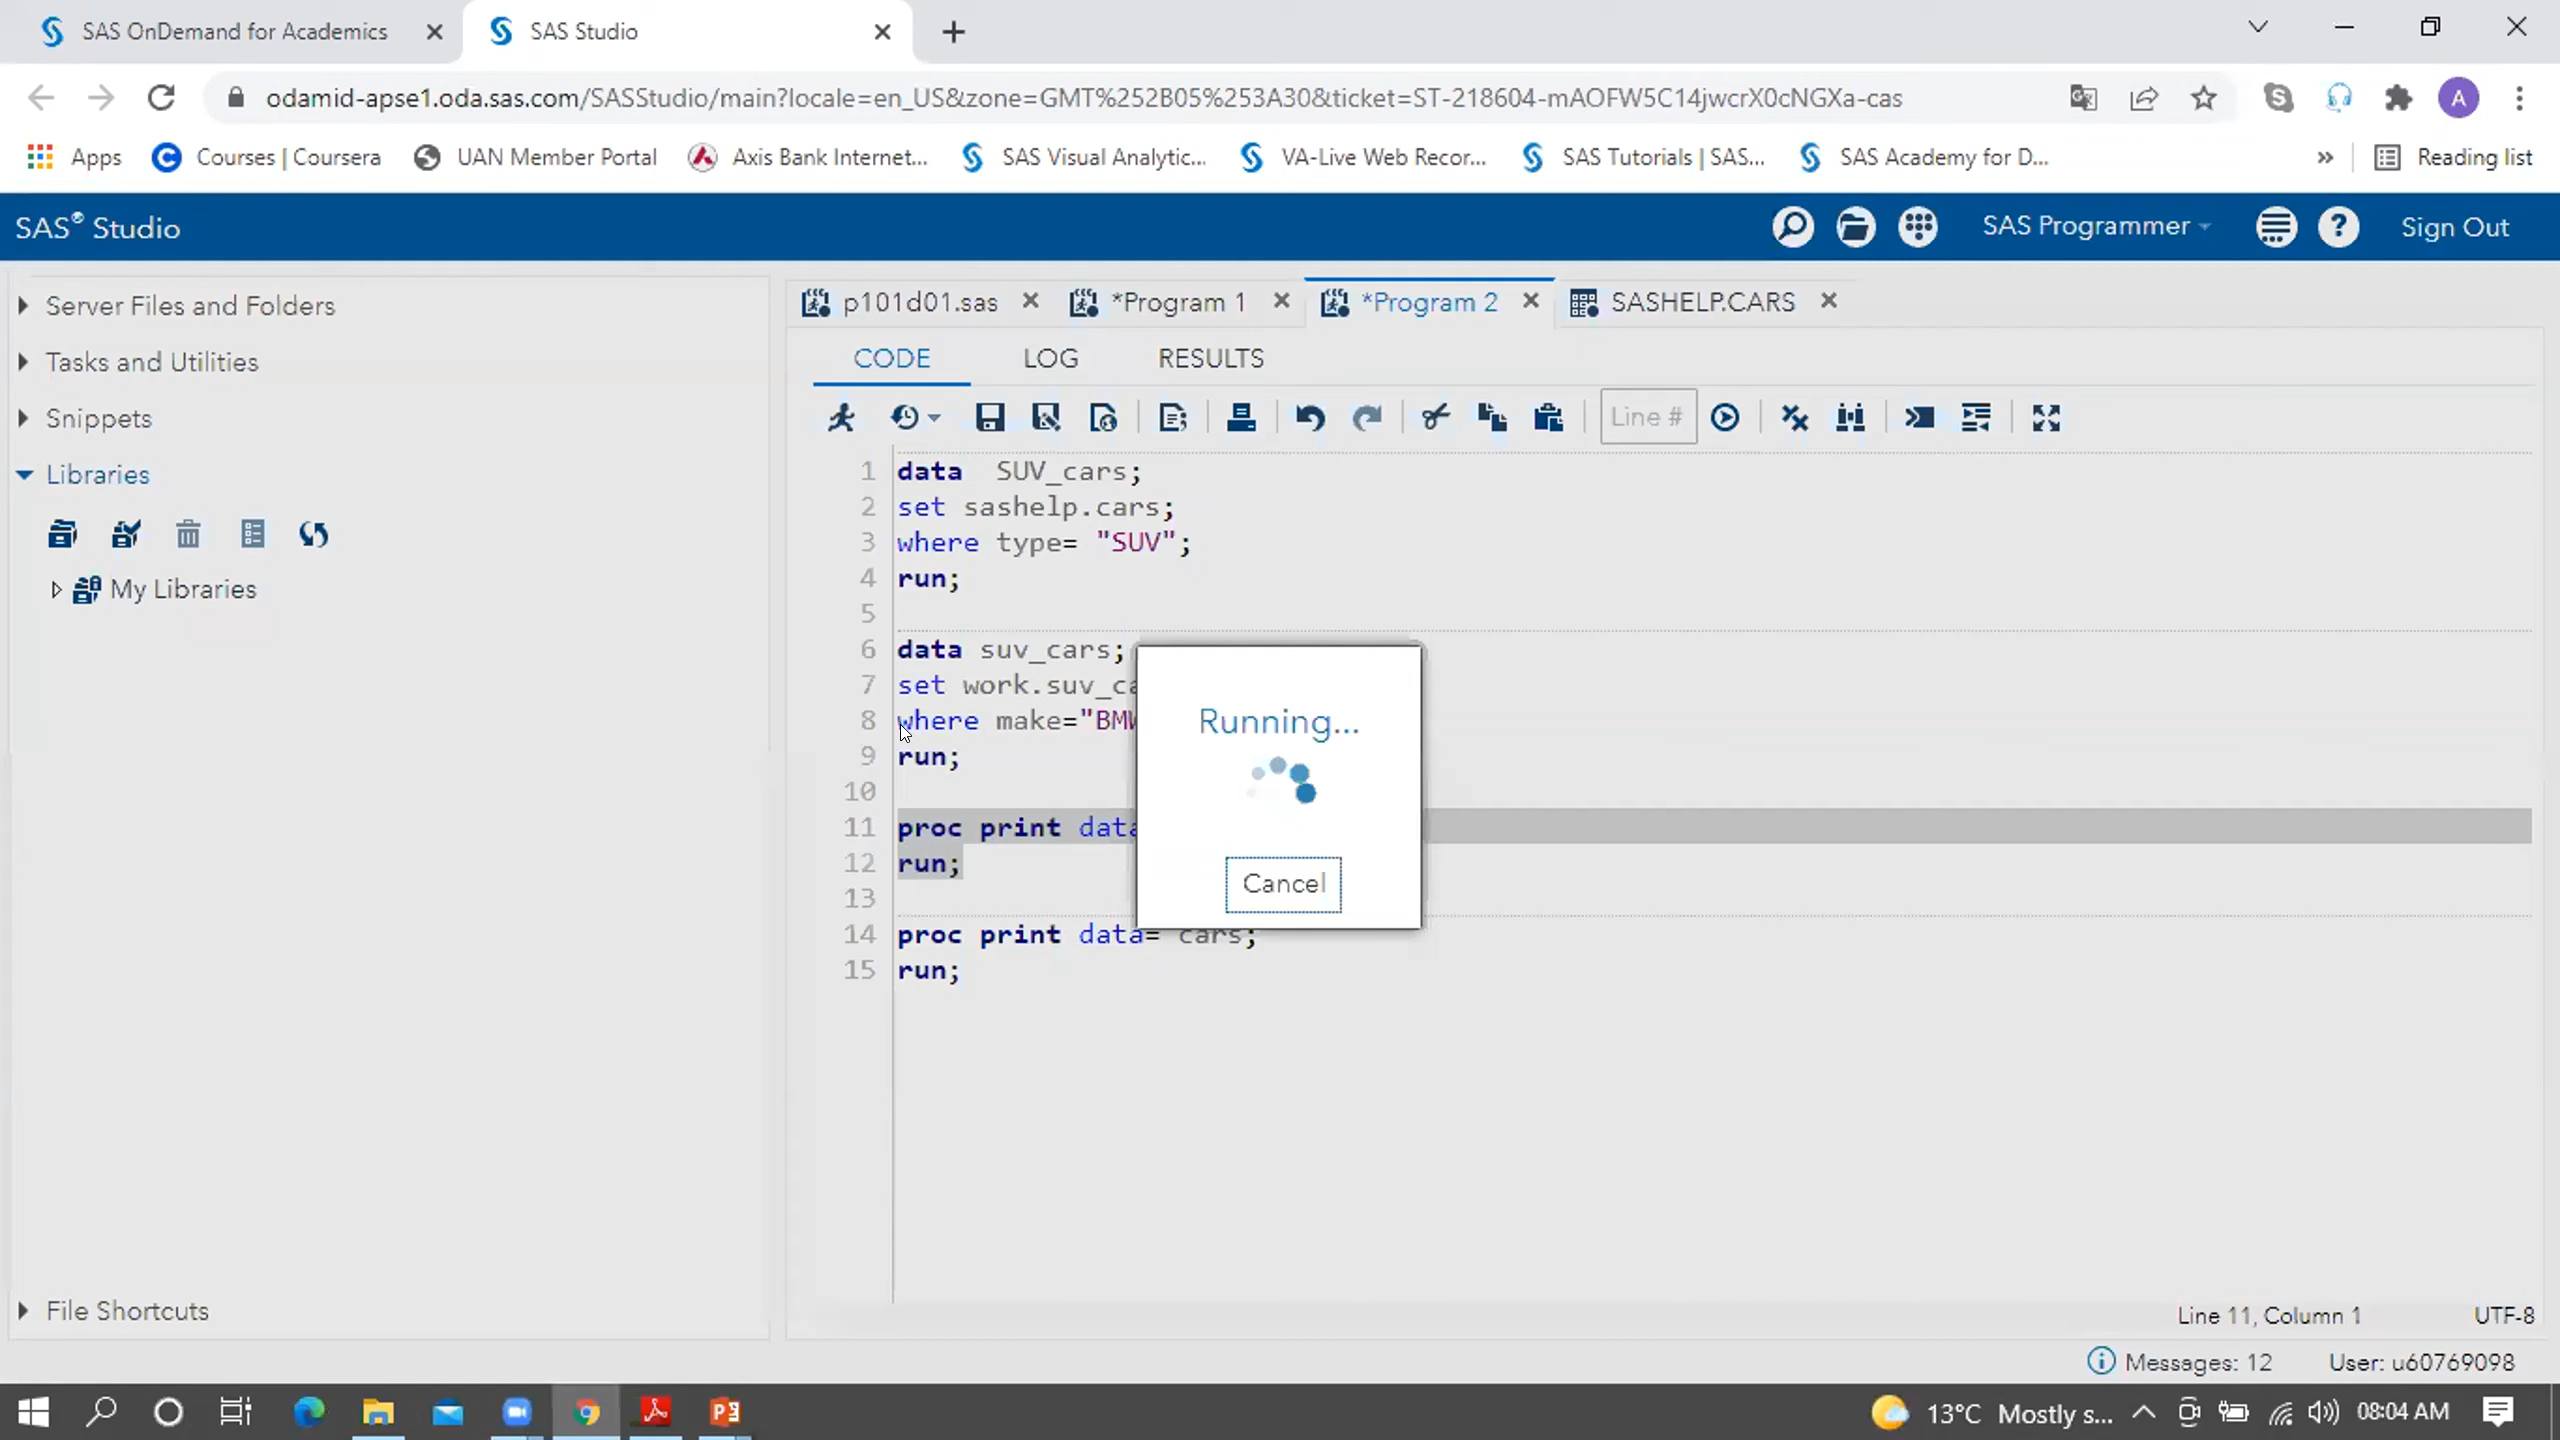 SAS OnDemand for Academics
SAS Studio
odamid-apse1.oda.sas.com/SASStudio/main?locale=en_US&zone=GMT%252B05%253A30&ticket=ST-218604-mAOFW5C14jwcrX0cNGXa-cas
A
Apps
Courses | Coursera
UAN Member Portal
Axis Bank Internet...
SAS Visual Analytic...
VA-Live Web Recor...
SAS Tutorials | SAS...
SAS Academy for D...
»
Reading list
SAS® Studio
SAS Programmer
Sign Out
Server Files and Folders
Tasks and Utilities
Snippets
Libraries
My Libraries
File Shortcuts
p101d01.sas
*Program 1
*Program 2
SASHELP.CARS
CODE
LOG
RESULTS
Line #
1 data  SUV_cars;
2 set sashelp.cars;
3 where type= "SUV";
4 run;
5
6 data suv_cars;
7 set work.suv_ca
8 where make="BMW
9 run;
10
11 proc print data
12 run;
13
14 proc print data= cars;
15 run;
Running...
Cancel
Line 11, Column 1
UTF-8
Messages: 12
User: u60769098
13°C Mostly s...
08:04 AM